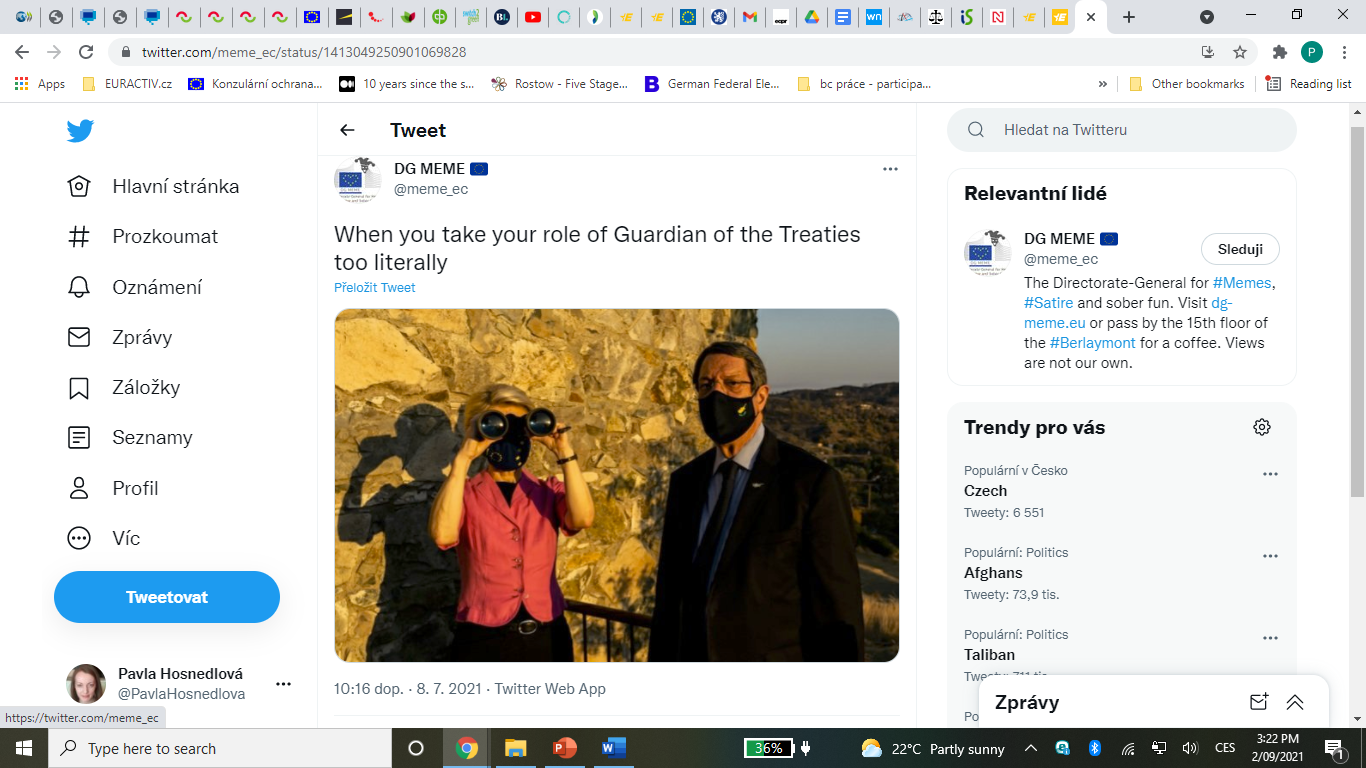 twitter.com/meme_ec/status/1413049250901069828
Apps
EURACTIV.cz
Konzulární ochrana...
10 years since the s...
Rostow - Five Stage...
German Federal Ele...
bc práce - participa...
»
Other bookmarks
Reading list
Hlavní stránka
Prozkoumat
Oznámení
Zprávy
Záložky
Seznamy
Profil
Víc
Tweetovat
Pavla Hosnedlová
@PavlaHosnedlova
https://twitter.com/meme_ec
Tweet
DG MEME
@meme_ec
When you take your role of Guardian of the Treaties
too literally
Přeložit Tweet
10:16 dop. · 8. 7. 2021 · Twitter Web App
Hledat na Twitteru
Relevantní lidé
DG MEME
@meme_ec
Sleduji
The Directorate-General for #Memes,
#Satire and sober fun. Visit dg-
meme.eu or pass by the 15th floor of
the #Berlaymont for a coffee. Views
are not our own.
Trendy pro vás
Populární v Česko
Czech
Tweety: 6 551
Populární: Politics
Afghans
Tweety: 73,9 tis.
Populární: Politics
Taliban
Zprávy
Type here to search
36%
22°C Partly sunny
CES
3:22 PM
2/09/2021